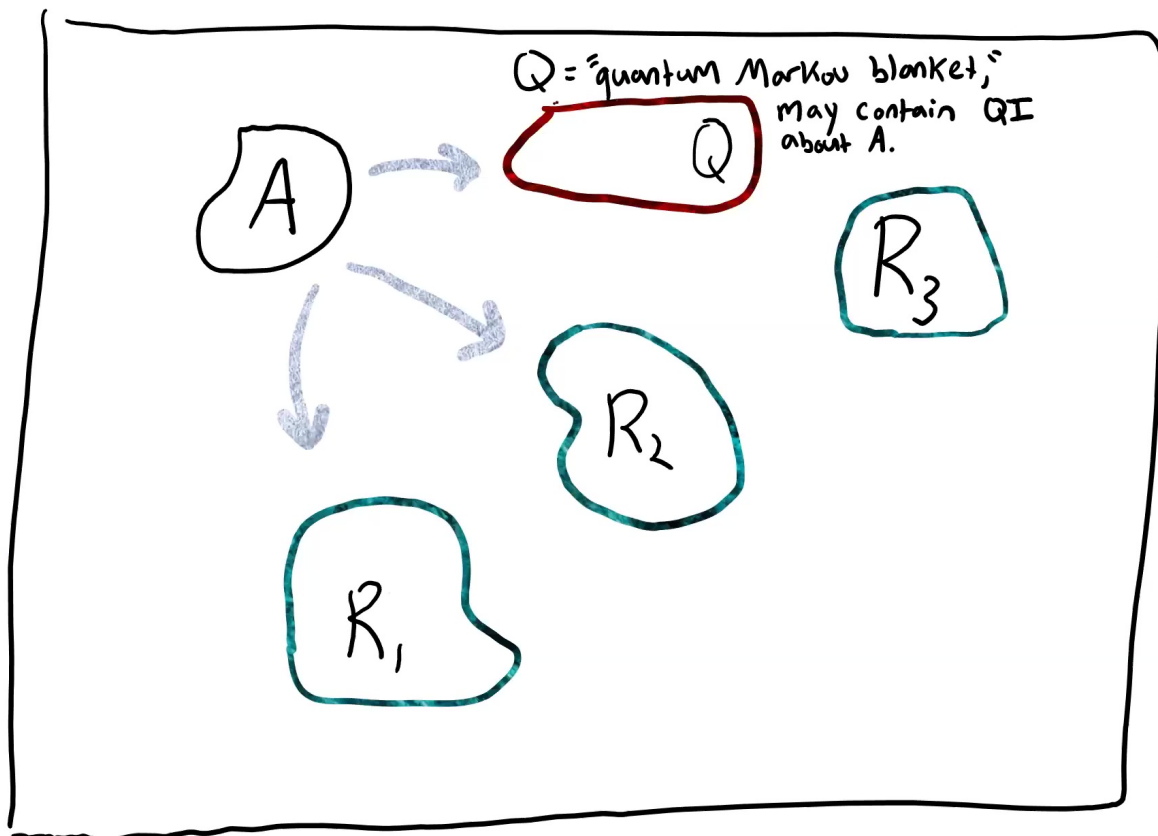 Q = "quantum Markov blanket,"
may contain QI
about A.
A
Q
R₃
R₂
R₁